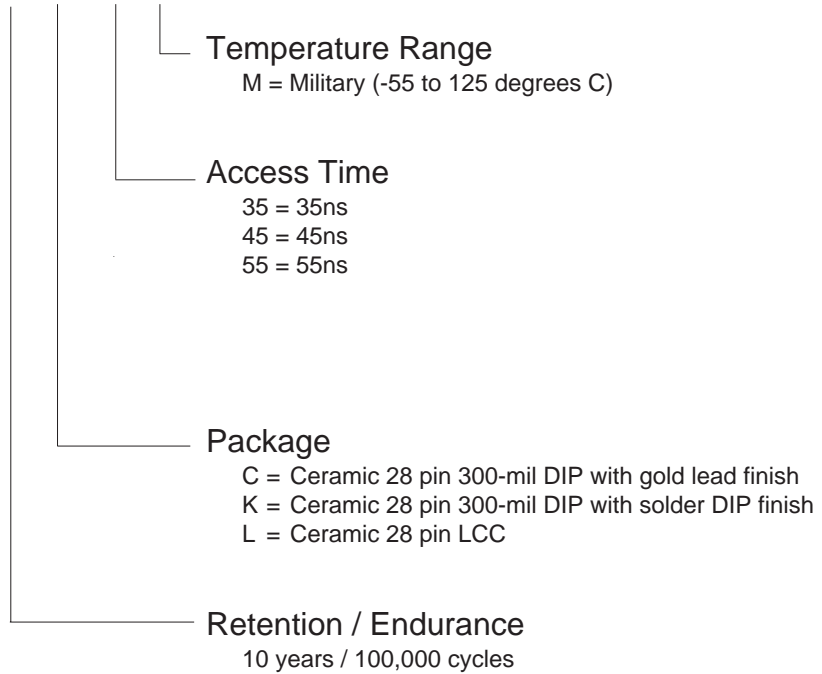 Temperature Range
M = Military (-55 to 125 degrees C)
Access Time
35 = 35ns
45 = 45ns
55 = 55ns
Package
C = Ceramic 28 pin 300-mil DIP with gold lead finish
K = Ceramic 28 pin 300-mil DIP with solder DIP finish
L = Ceramic 28 pin LCC
Retention / Endurance
10 years / 100,000 cycles